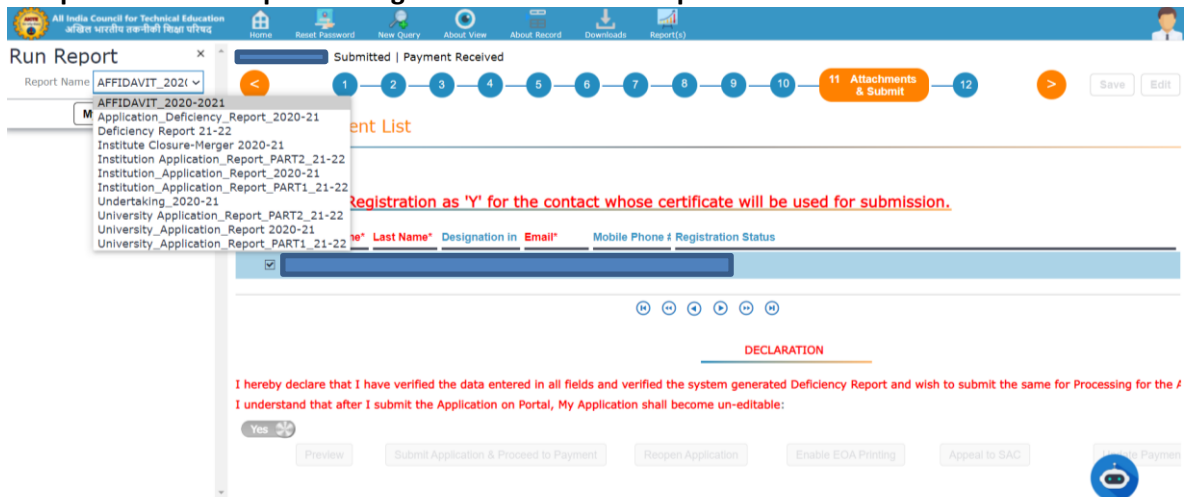 All India Council for Technical Education
अखिल भारतीय तकनीकी शिक्षा परिषद
Home Reset Password New Query About View About Record Downloads Report(s)
Run Report ×
Submitted | Payment Received
Report Name AFFIDAVIT_202(
< 1 2 3 4 5 6 7 8 9 10 11 Attachments & Submit 12 > Save Edit
AFFIDAVIT_2020-2021
Application_Deficiency_Report_2020-21
Deficiency Report 21-22
Institute Closure-Merger 2020-21
Institution Application_Report_PART2_21-22
Institution_Application_Report_2020-21
Institution_Application_Report_PART1_21-22
Undertaking_2020-21
University Application_Report_PART2_21-22
University_Application_Report 2020-21
University_Application_Report_PART1_21-22
M
ent List
Registration as 'Y' for the contact whose certificate will be used for submission.
me* Last Name* Designation in Email* Mobile Phone # Registration Status
DECLARATION
I hereby declare that I have verified the data entered in all fields and verified the system generated Deficiency Report and wish to submit the same for Processing for the A
I understand that after I submit the Application on Portal, My Application shall become un-editable:
Yes
Preview Submit Application & Proceed to Payment Reopen Application Enable EOA Printing Appeal to SAC Paymen